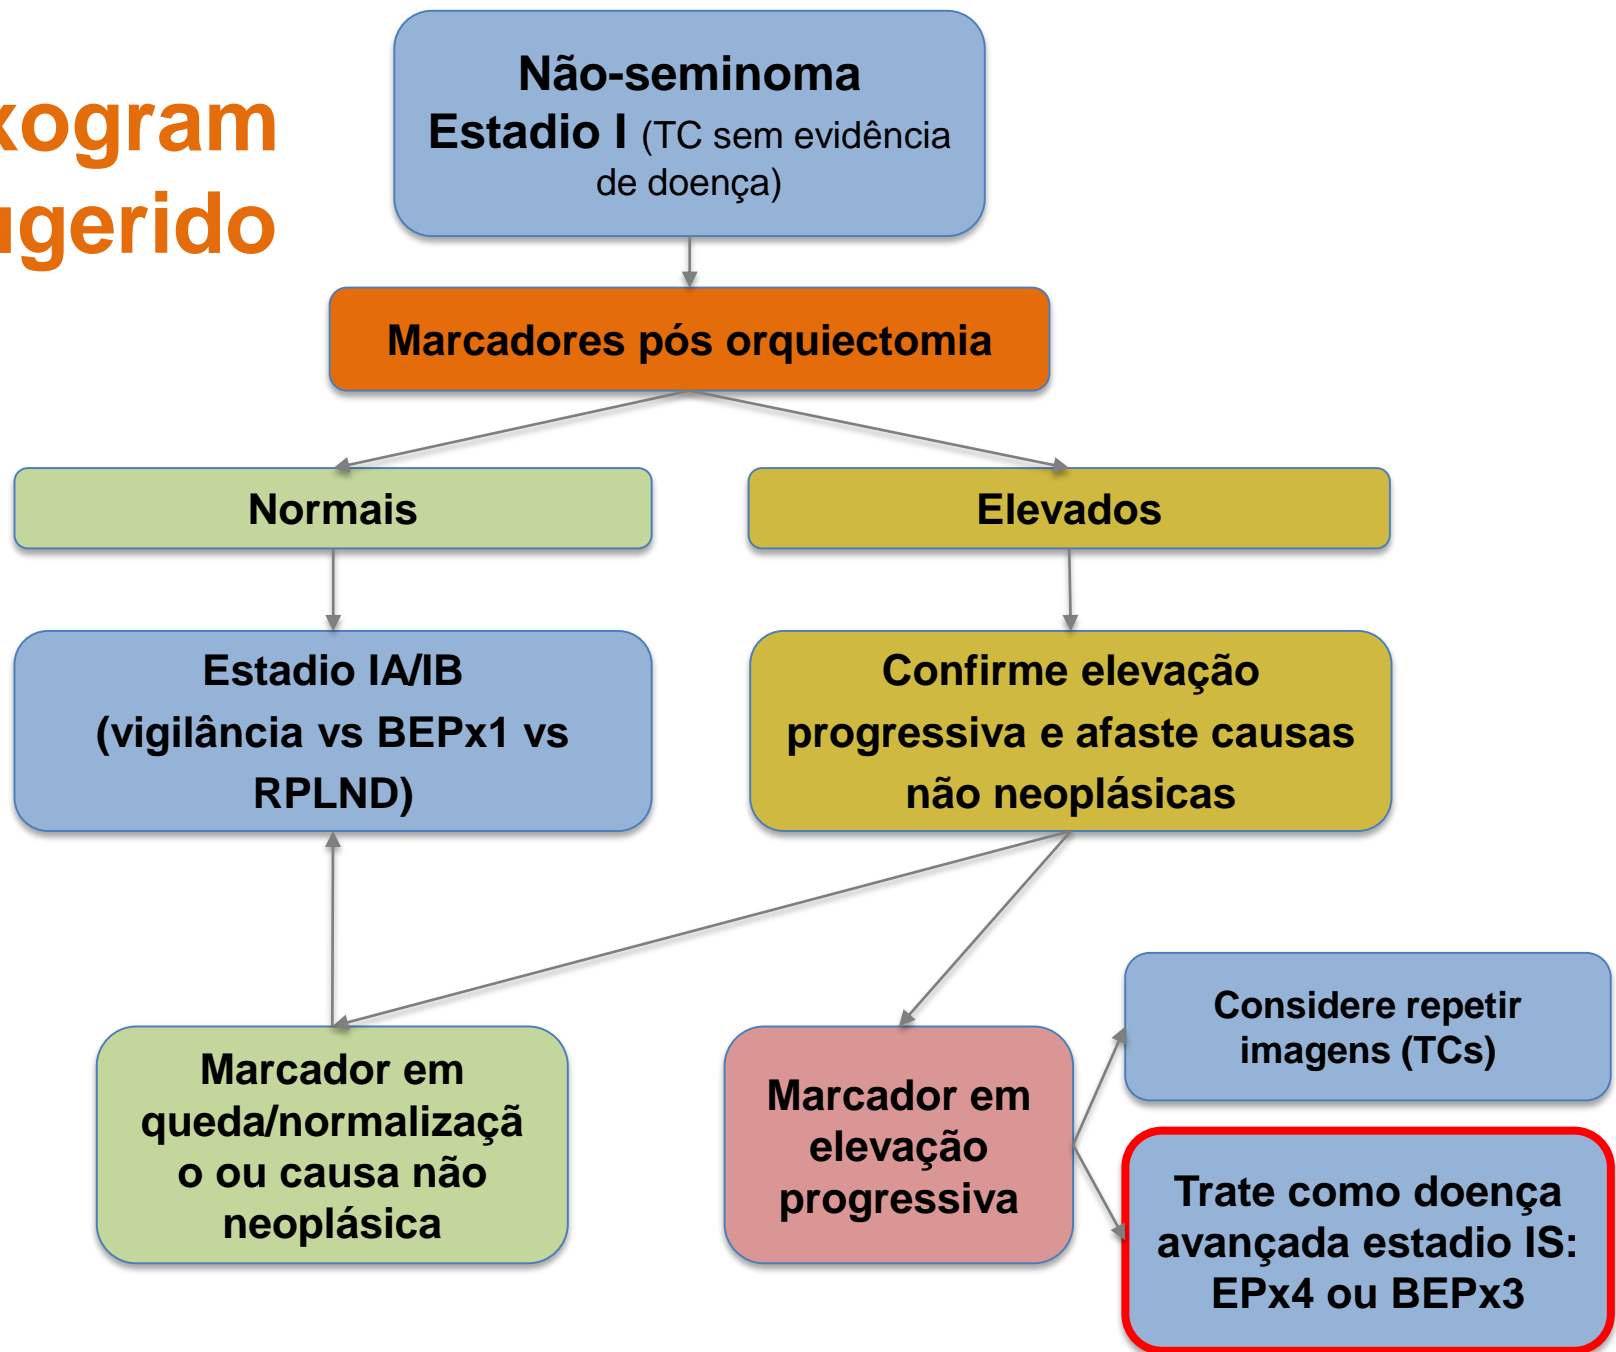 xogram
ugerido
Não-seminoma
Estadio I (TC sem evidência
de doença)
Marcadores pós orquiectomia
Normais
Elevados
Estadio IA/IB
(vigilância vs BEPx1 vs
RPLND)
Confirme elevação
progressiva e afaste causas
não neoplásicas
Marcador em
queda/normalizaçã
o ou causa não
neoplásica
Marcador em
elevação
progressiva
Considere repetir
imagens (TCs)
Trate como doença
avançada estadio IS:
EPx4 ou BEPx3